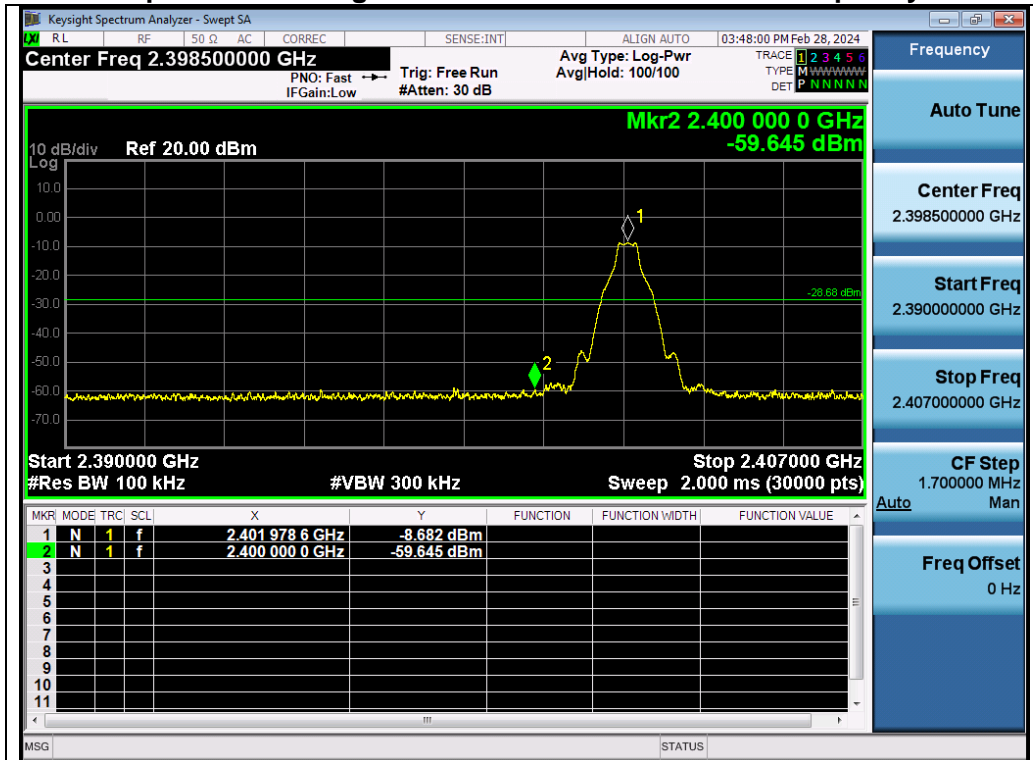 Keysight Spectrum Analyzer - Swept SA
LXI RL RF 50 Ω AC CORREC SENSE:INT ALIGN AUTO 03:48:00 PM Feb 28, 2024
Center Freq 2.398500000 GHz
PNO: Fast
IFGain:Low
Trig: Free Run
#Atten: 30 dB
Avg Type: Log-Pwr
Avg|Hold: 100/100
TRACE 1 2 3 4 5 6
TYPE M WWWWW
DET P N N N N N
Mkr2 2.400 000 0 GHz
-59.645 dBm
10 dB/div Ref 20.00 dBm
Log
10.0
0.00
-10.0
-20.0
-30.0
-40.0
-50.0
-60.0
-70.0
1
-28.68 dBm
2
Start 2.390000 GHz Stop 2.407000 GHz
#Res BW 100 kHz #VBW 300 kHz Sweep 2.000 ms (30000 pts)
MKR MODE TRC SCL X Y FUNCTION FUNCTION WIDTH FUNCTION VALUE
1 N 1 f 2.401 978 6 GHz -8.682 dBm
2 N 1 f 2.400 000 0 GHz -59.645 dBm
3
4
5
6
7
8
9
10
11
MSG STATUS
Frequency
Auto Tune
Center Freq
2.398500000 GHz
Start Freq
2.390000000 GHz
Stop Freq
2.407000000 GHz
CF Step
1.700000 MHz
Auto Man
Freq Offset
0 Hz